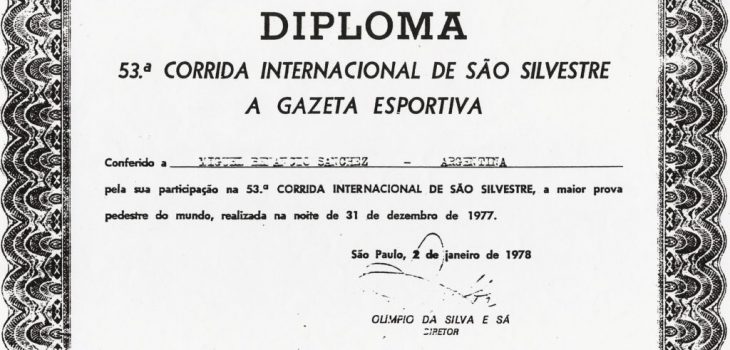 DIPLOMA
53.ª CORRIDA INTERNACIONAL DE SÃO SILVESTRE
A GAZETA ESPORTIVA
Conferido a MIGUEL SANCHEZ - ARGENTINA
pela sua participação na 53.ª CORRIDA INTERNACIONAL DE SÃO SILVESTRE, a maior prova
pedestre do mundo, realizada na noite de 31 de dezembro de 1977.
São Paulo, 2 de janeiro de 1978
OLIMPIO DA SILVA E SÁ
DIRETOR